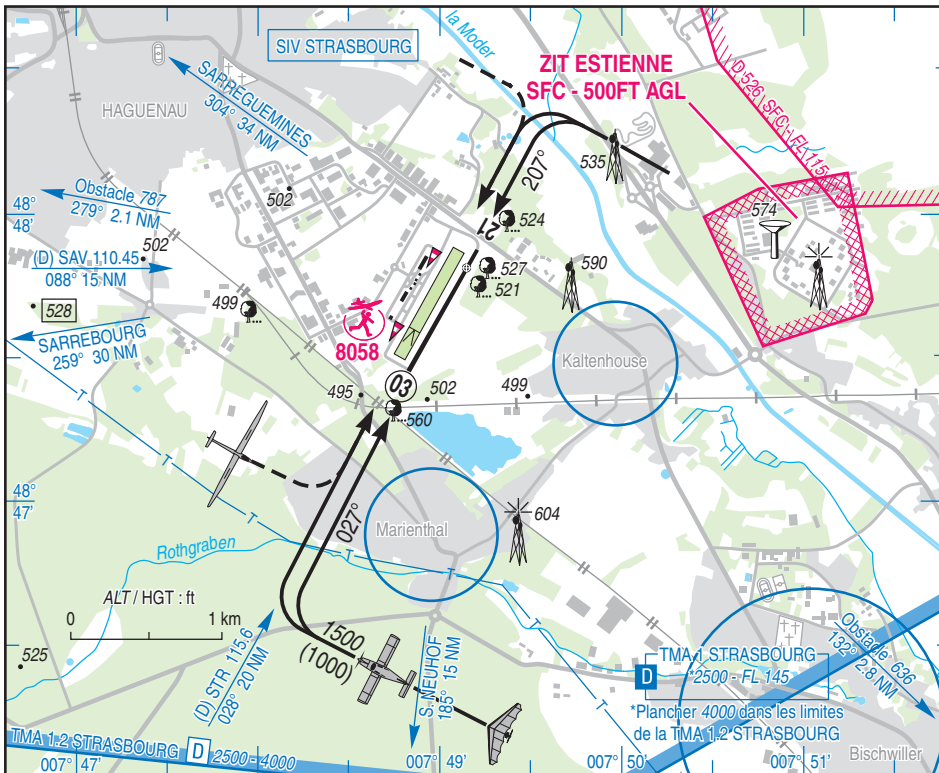 la Moder
SIV STRASBOURG
ZIT ESTIENNE
SFC - 500FT AGL
D 526 SFC - FL 115
SARREGUEMINES
304° 34 NM
HAGUENAU
535
207°
Obstacle 787
279° 2.1 NM
502
48°
48'
574
21
524
502
(D) SAV 110.45
088° 15 NM
527
590
521
528
499
SARREBOURG
259° 30 NM
8058
Kaltenhouse
03
495
502
499
560
T
T
48°
47'
604
027°
Marienthal
T
Rothgraben
T
T
ALT / HGT : ft
0
1 km
T
525
1500
(1000)
(D) STR 115.6
028° 20 NM
S. NEUHOF
185° 15 NM
Obstacle 636
132° 2.8 NM
TMA 1 STRASBOURG
D
*2500 - FL 145
*Plancher 4000 dans les limites
de la TMA 1.2 STRASBOURG
TMA 1.2 STRASBOURG D 2500 - 4000
T
Bischwiller
007° 47'
007° 49'
007° 50'
007° 51'